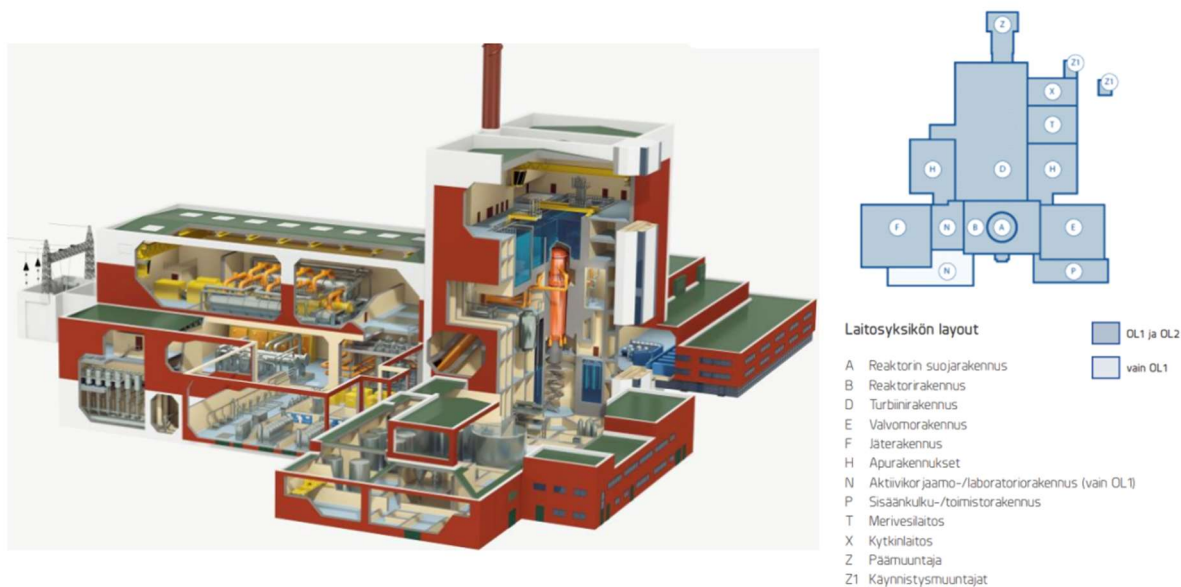 Z
Z1
Z1
X
T
H
D
H
F
N
B
A
E
N
P
Laitosyksikön layout
OL1 ja OL2
vain OL1
A Reaktorin suojarakennus
B Reaktorirakennus
D Turbiinirakennus
E Valvomorakennus
F Jäterakennus
H Apurakennukset
N Aktiivikorjaamo-/laboratoriorakennus (vain OL1)
P Sisäänkulku-/toimistorakennus
T Merivesilaitos
X Kytkinlaitos
Z Päämuuntaja
Z1 Käynnistysmuuntajat